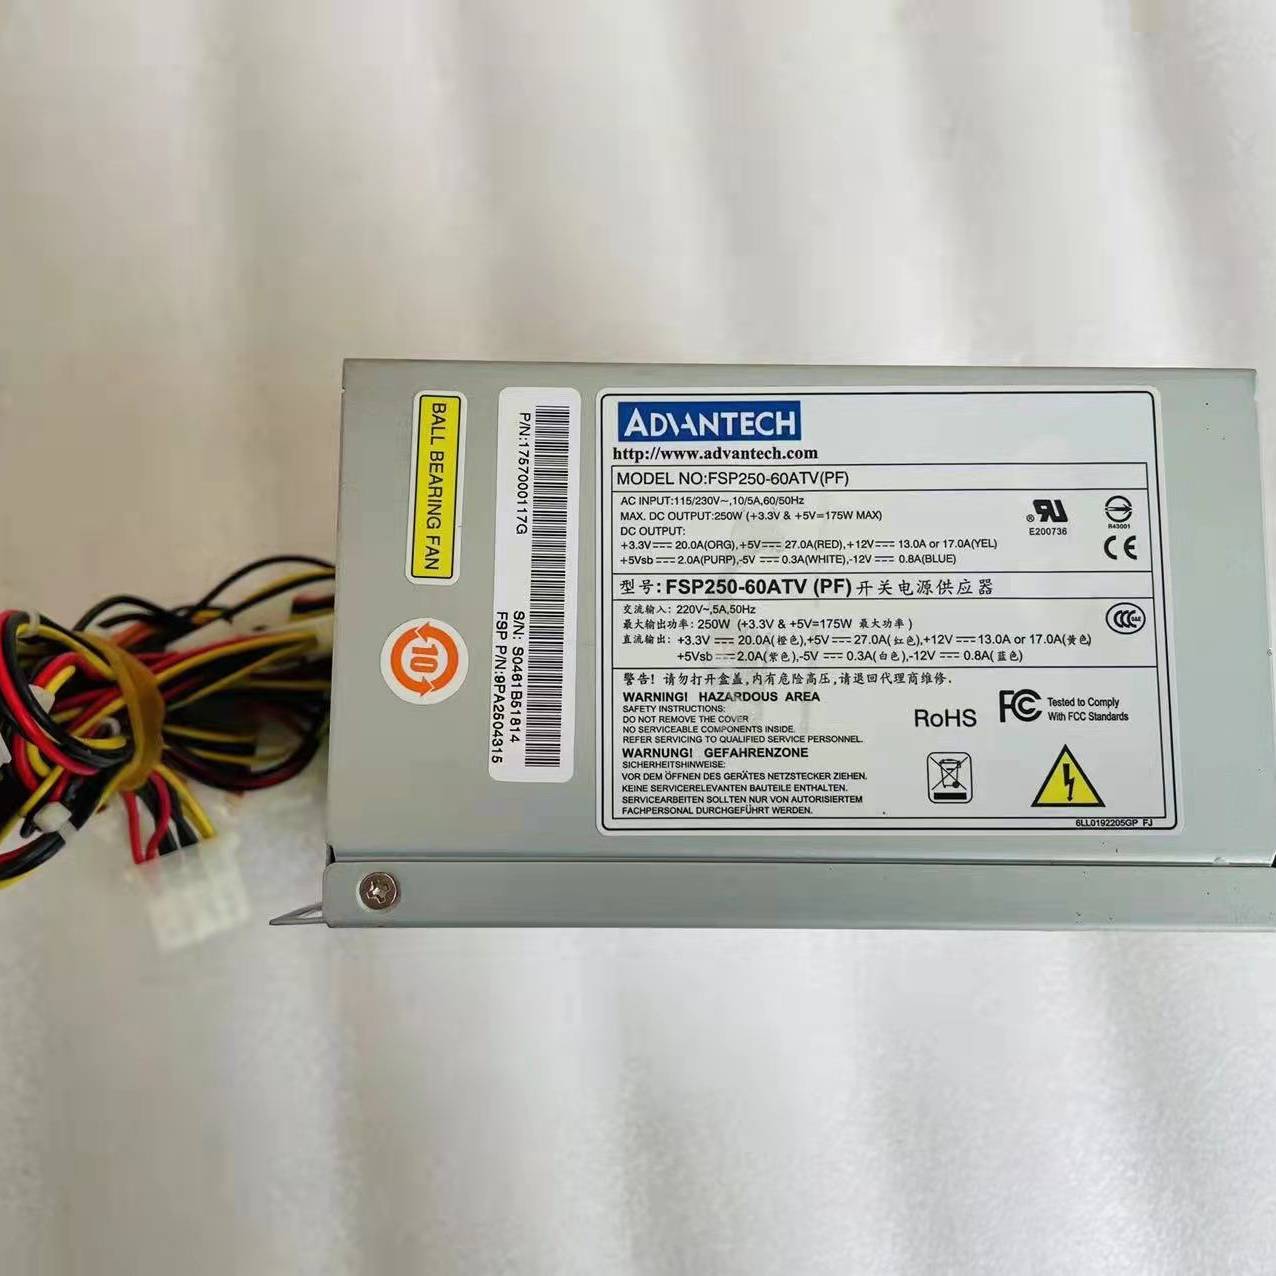 BALL BEARING FAN
10
P/N:1757000117G
S/N: S0461B51814
FSP P/N:9PA2504315
ADVANTECH
http://www.advantech.com
MODEL NO:FSP250-60ATV(PF)
AC INPUT:115/230V~,10/5A,60/50Hz
MAX. DC OUTPUT:250W (+3.3V & +5V=175W MAX)
DC OUTPUT:
+3.3V⎓20.0A(ORG),+5V⎓27.0A(RED),+12V⎓13.0A or 17.0A(YEL)
+5Vsb⎓2.0A(PURP),-5V⎓0.3A(WHITE),-12V⎓0.8A(BLUE)
RU
E200736
R43001
CE
型号:FSP250-60ATV (PF)开关电源供应器
交流输入: 220V~,5A,50Hz
最大输出功率: 250W (+3.3V & +5V=175W 最大功率)
直流输出: +3.3V⎓20.0A(橙色),+5V⎓27.0A(红色),+12V⎓13.0A or 17.0A(黄色)
+5Vsb⎓2.0A(紫色),-5V⎓0.3A(白色),-12V⎓0.8A(蓝色)
CCC
警告! 请勿打开盒盖,内有危险高压,请退回代理商维修.
WARNING! HAZARDOUS AREA
SAFETY INSTRUCTIONS:
DO NOT REMOVE THE COVER
NO SERVICEABLE COMPONENTS INSIDE.
REFER SERVICING TO QUALIFIED SERVICE PERSONNEL.
WARNUNG! GEFAHRENZONE
SICHERHEITSHINWEISE:
VOR DEM ÖFFNEN DES GERÄTES NETZSTECKER ZIEHEN.
KEINE SERVICERELEVANTEN BAUTEILE ENTHALTEN.
SERVICEARBEITEN SOLLTEN NUR VON AUTORISIERTEM
FACHPERSONAL DURCHGEFÜHRT WERDEN.
RoHS
FC
Tested to Comply
With FCC Standards
6LL0192205GP FJ